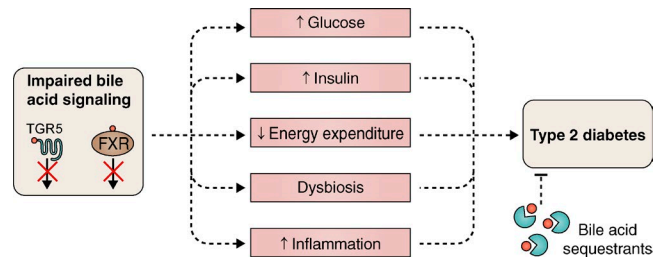 Impaired bile
acid signaling
TGR5
FXR
↑ Glucose
↑ Insulin
↓ Energy expenditure
Dysbiosis
↑ Inflammation
Type 2 diabetes
Bile acid
sequestrants